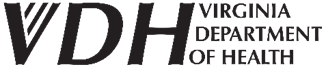 VDH VIRGINIA
DEPARTMENT
OF HEALTH